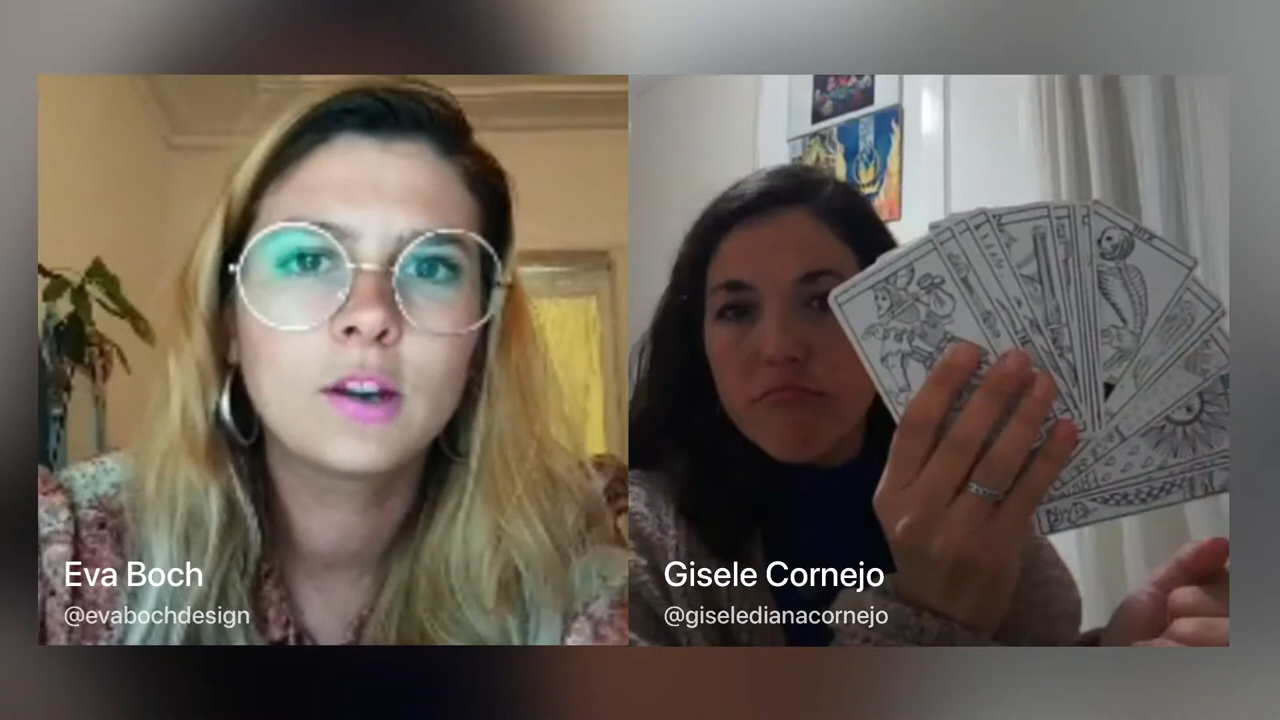 Eva Boch
@evabochdesign
Gisele Cornejo
@giseledianacornejo